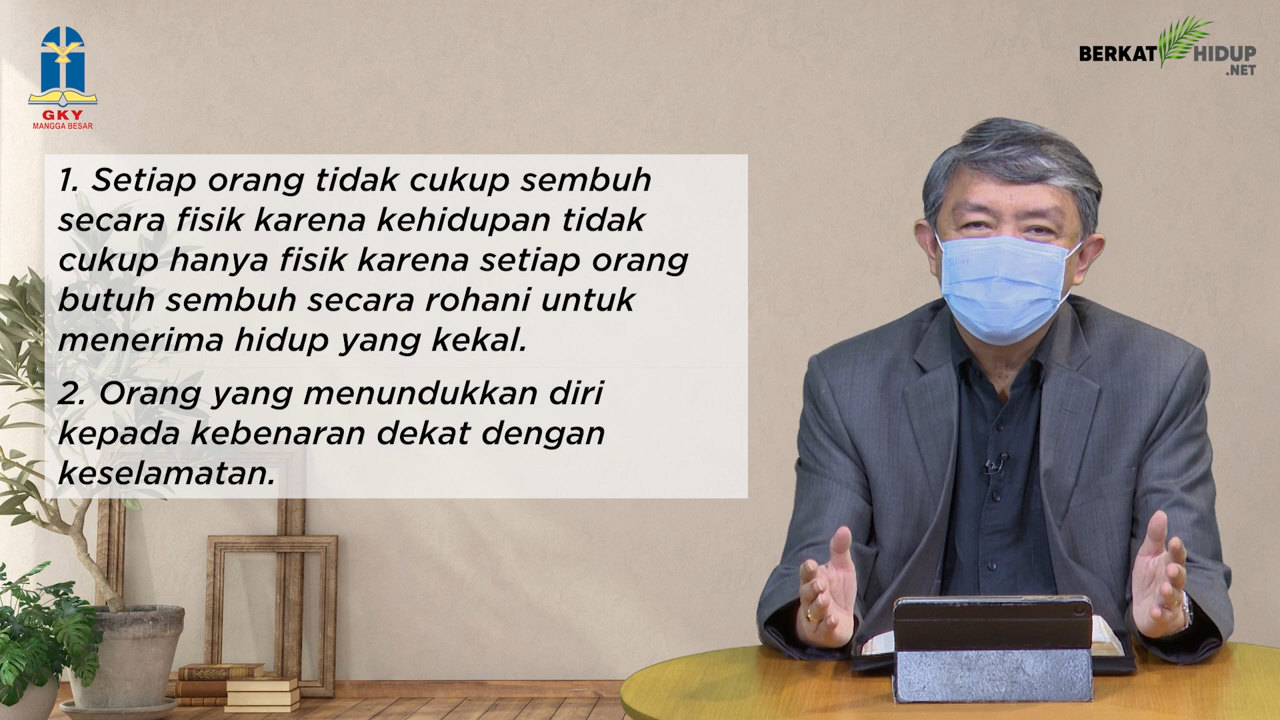 GKY
MANGGA BESAR
BERKAT HIDUP
.NET
1. Setiap orang tidak cukup sembuh
secara fisik karena kehidupan tidak
cukup hanya fisik karena setiap orang
butuh sembuh secara rohani untuk
menerima hidup yang kekal.
2. Orang yang menundukkan diri
kepada kebenaran dekat dengan
keselamatan.